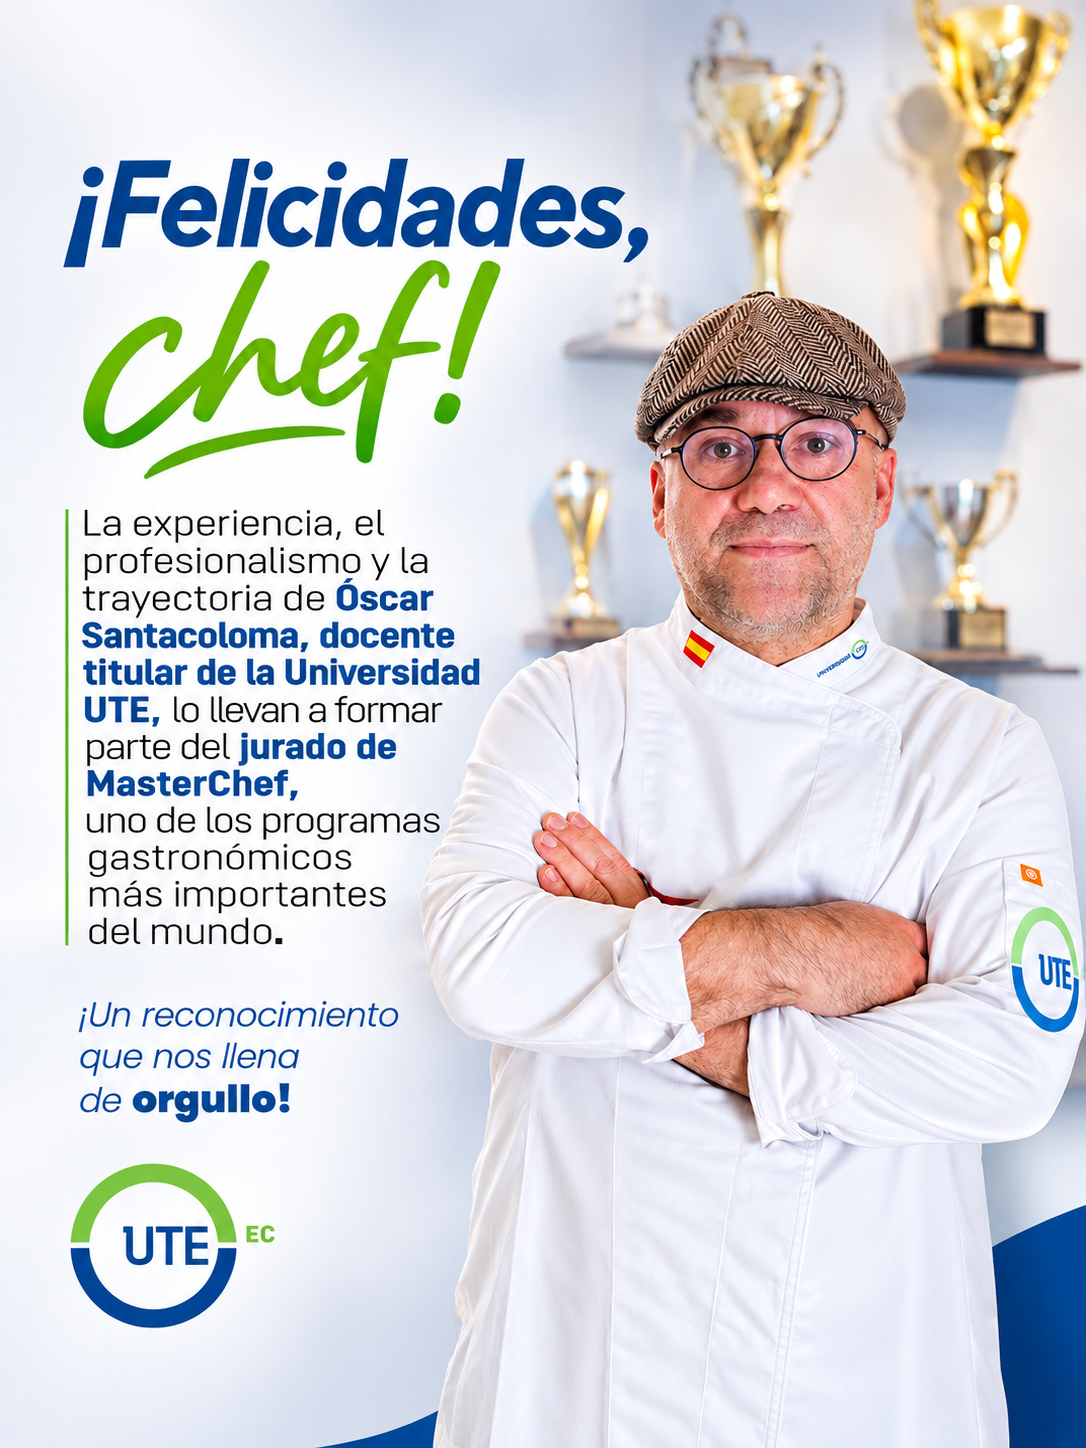 ¡Felicidades,
chef!
La experiencia, el
profesionalismo y la
trayectoria de Óscar
Santacoloma, docente
titular de la Universidad
UTE, lo llevan a formar
parte del jurado de
MasterChef,
uno de los programas
gastronómicos
más importantes
del mundo.
¡Un reconocimiento
que nos llena
de orgullo!
UTE EC
UNIVERSIDAD UTE
UTE